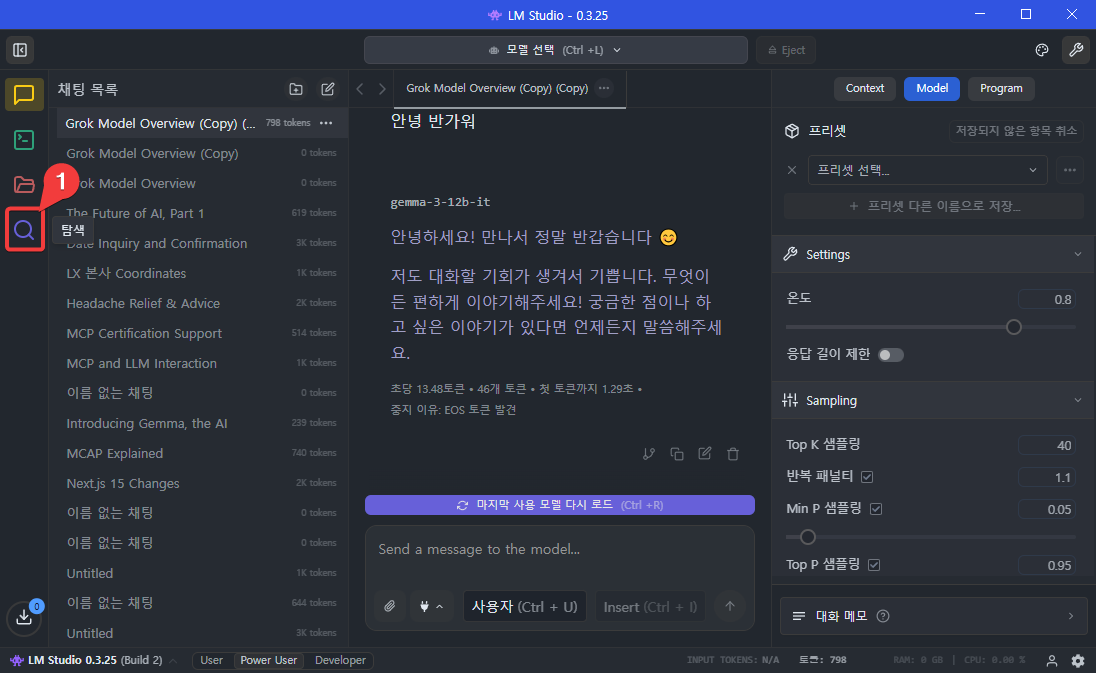 LM Studio - 0.3.25
모델 선택 (Ctrl +L)
Eject
채팅 목록
Grok Model Overview (Copy) (... 798 tokens
Grok Model Overview (Copy) 0 tokens
ok Model Overview 0 tokens
The Future of AI, Part 1 619 tokens
Date Inquiry and Confirmation 1K tokens
LX 본사 Coordinates 1K tokens
Headache Relief & Advice 2K tokens
MCP Certification Support 514 tokens
MCP and LLM Interaction 1K tokens
이름 없는 채팅 0 tokens
Introducing Gemma, the AI 239 tokens
MCAP Explained 740 tokens
Next.js 15 Changes 2K tokens
이름 없는 채팅 0 tokens
이름 없는 채팅 0 tokens
Untitled 1K tokens
이름 없는 채팅 644 tokens
Untitled 3K tokens
1
탐색
0
Grok Model Overview (Copy) (Copy)
안녕 반가워
gemma-3-12b-it
안녕하세요! 만나서 정말 반갑습니다 😊
저도 대화할 기회가 생겨서 기쁩니다. 무엇이
든 편하게 이야기해주세요! 궁금한 점이나 하
고 싶은 이야기가 있다면 언제든지 말씀해주세
요.
초당 13.48토큰 • 46개 토큰 • 첫 토큰까지 1.29초 •
중지 이유: EOS 토큰 발견
마지막 사용 모델 다시 로드 (Ctrl +R)
Send a message to the model...
사용자 (Ctrl + U)
Insert (Ctrl + I)
Context
Model
Program
프리셋
저장되지 않은 항목 취소
프리셋 선택...
+ 프리셋 다른 이름으로 저장...
Settings
온도 0.8
응답 길이 제한
Sampling
Top K 샘플링 40
반복 패널티 1.1
Min P 샘플링 0.05
Top P 샘플링 0.95
대화 메모
LM Studio 0.3.25 (Build 2)
User
Power User
Developer
INPUT TOKENS: N/A
토큰: 798
RAM: 0 GB | CPU: 0.00 %